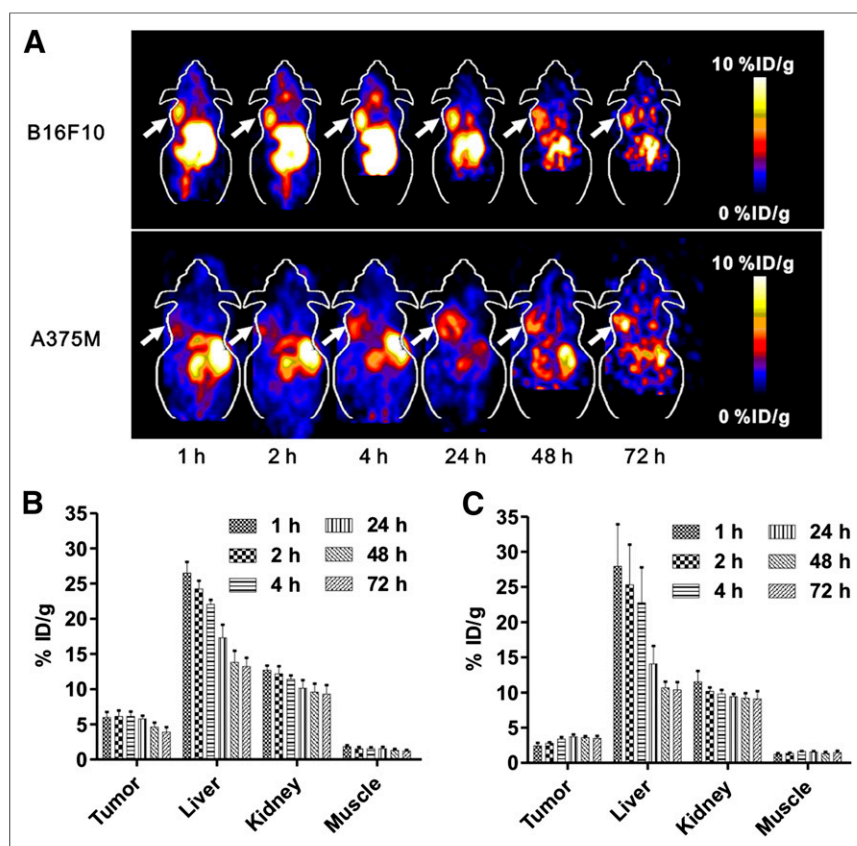 A
B16F10
10 %ID/g
0 %ID/g
A375M
10 %ID/g
0 %ID/g
1 h 2 h 4 h 24 h 48 h 72 h
B
% ID/g
35
30
25
20
15
10
5
0
1 h 24 h
2 h 48 h
4 h 72 h
Tumor Liver Kidney Muscle
C
% ID/g
35
30
25
20
15
10
5
0
1 h 24 h
2 h 48 h
4 h 72 h
Tumor Liver Kidney Muscle